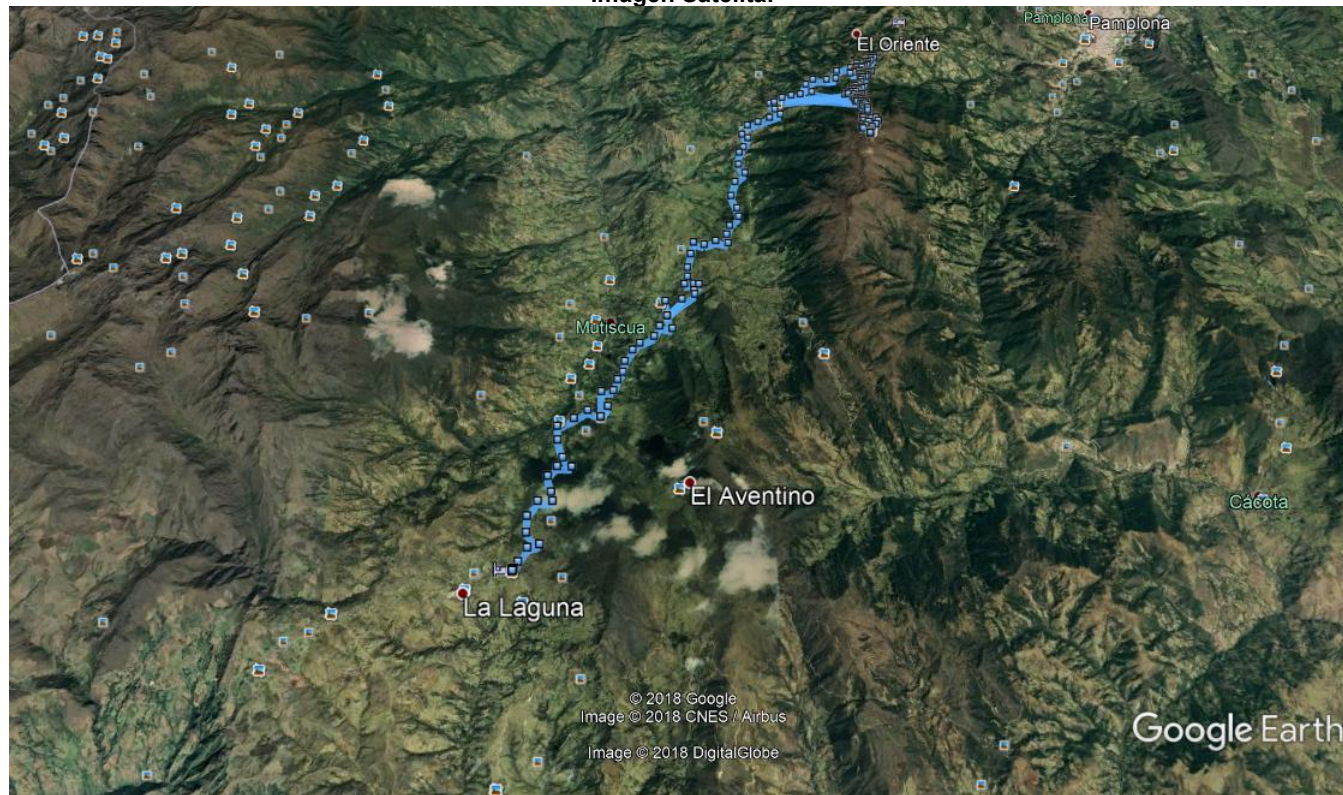 Imagen Satelital
Pamplona
Pamplona
El Oriente
Mutiscua
El Aventino
Cácota
La Laguna
© 2018 Google
Image © 2018 CNES / Airbus
Image © 2018 DigitalGlobe
Google Earth